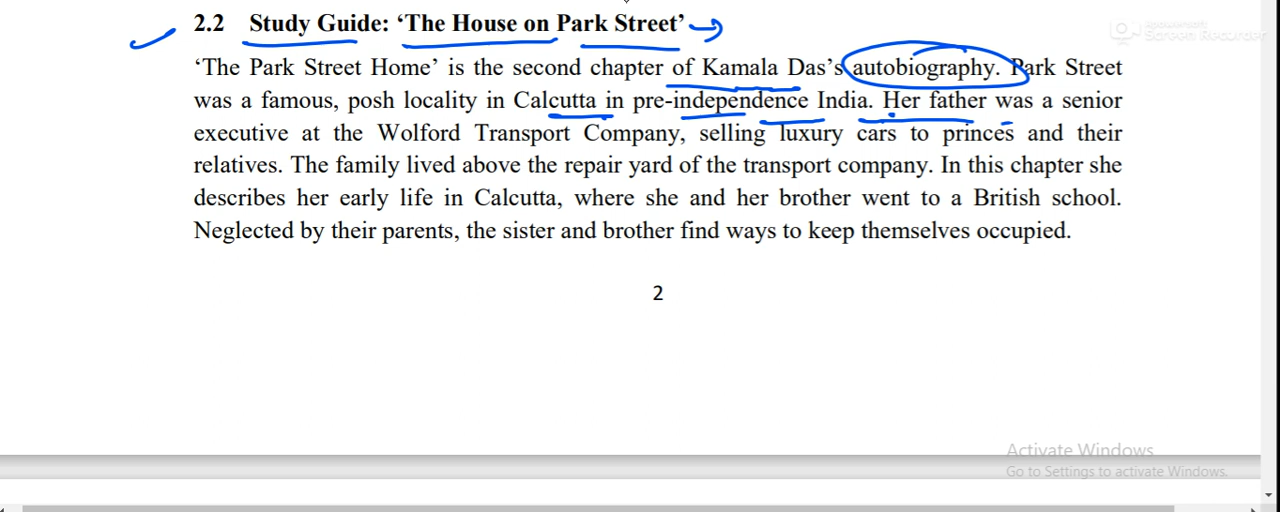 2.2 Study Guide: ‘The House on Park Street’
‘The Park Street Home’ is the second chapter of Kamala Das’s autobiography. Park Street
was a famous, posh locality in Calcutta in pre-independence India. Her father was a senior
executive at the Wolford Transport Company, selling luxury cars to princes and their
relatives. The family lived above the repair yard of the transport company. In this chapter she
describes her early life in Calcutta, where she and her brother went to a British school.
Neglected by their parents, the sister and brother find ways to keep themselves occupied.
2
Activate Windows
Go to Settings to activate Windows.
Screen Recorder